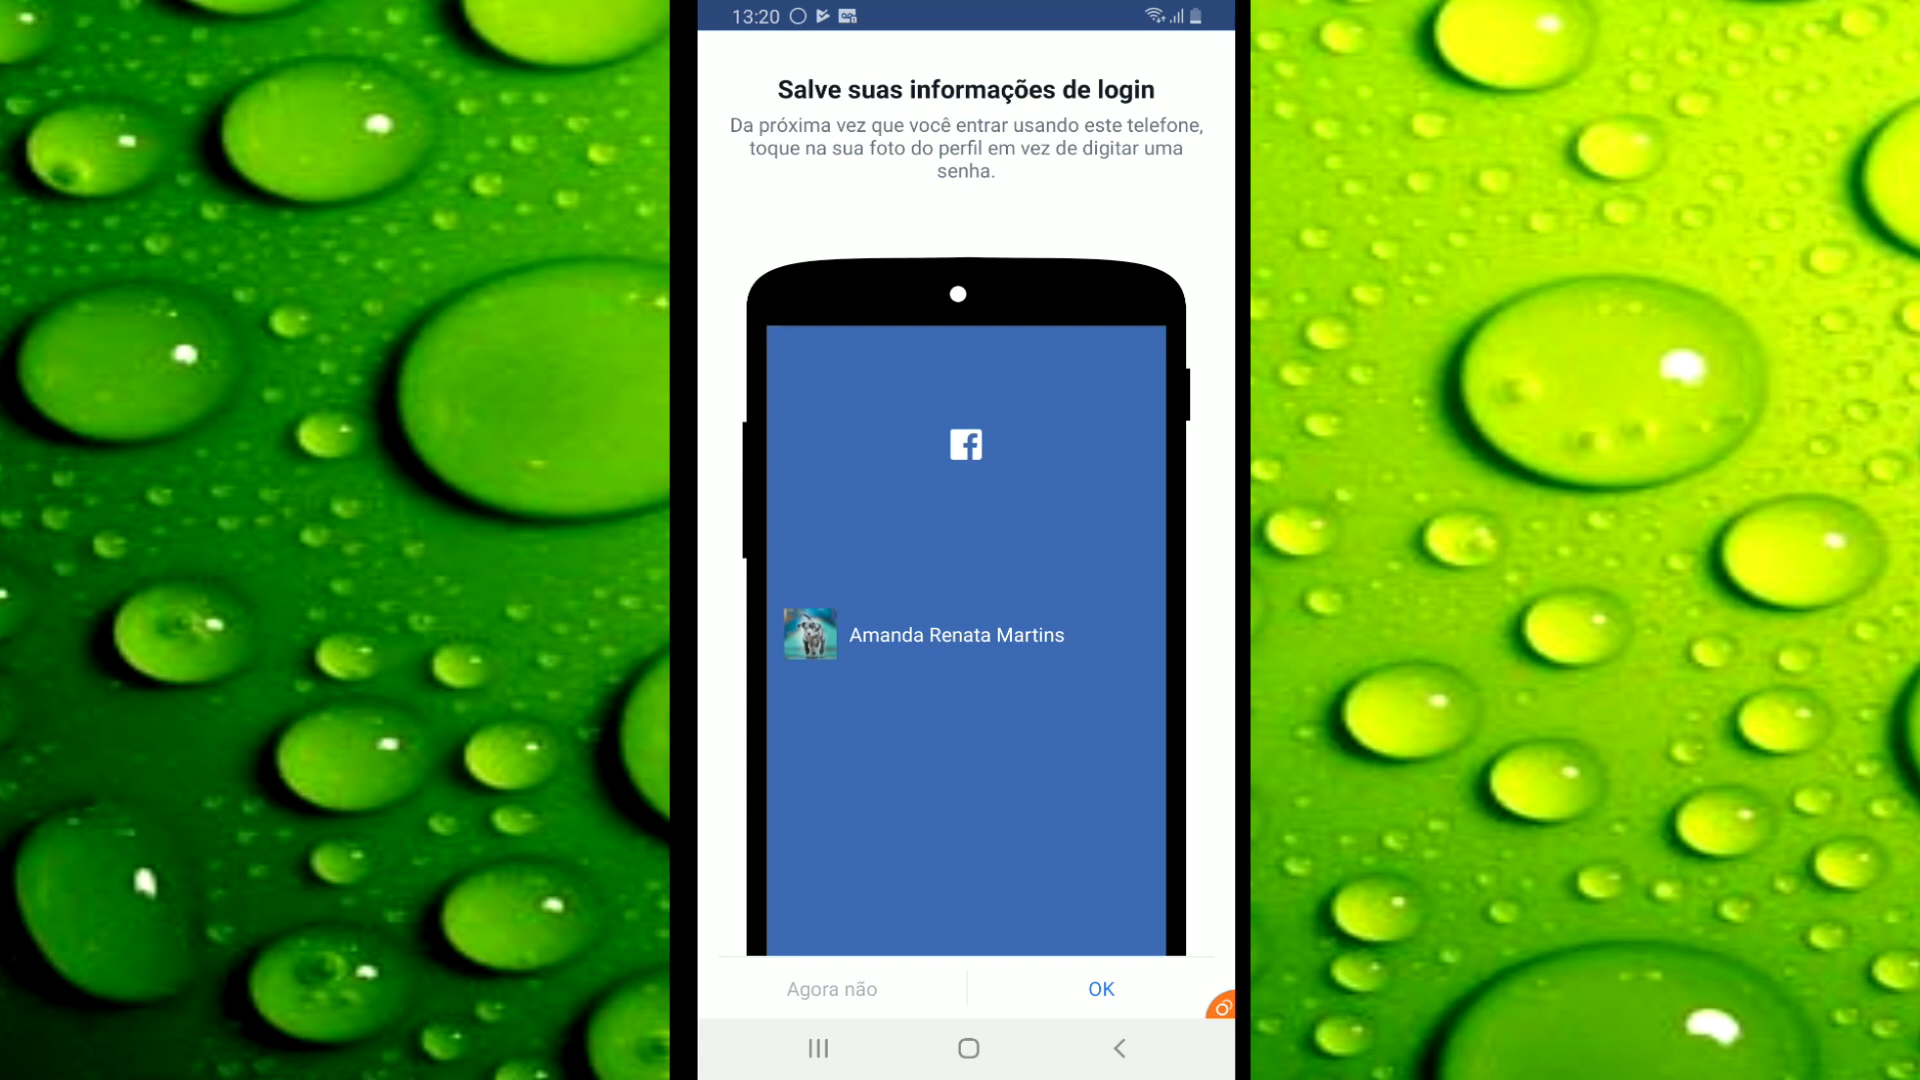 13:20
Salve suas informações de login
Da próxima vez que você entrar usando este telefone,
toque na sua foto do perfil em vez de digitar uma
senha.
Amanda Renata Martins
Agora não
OK